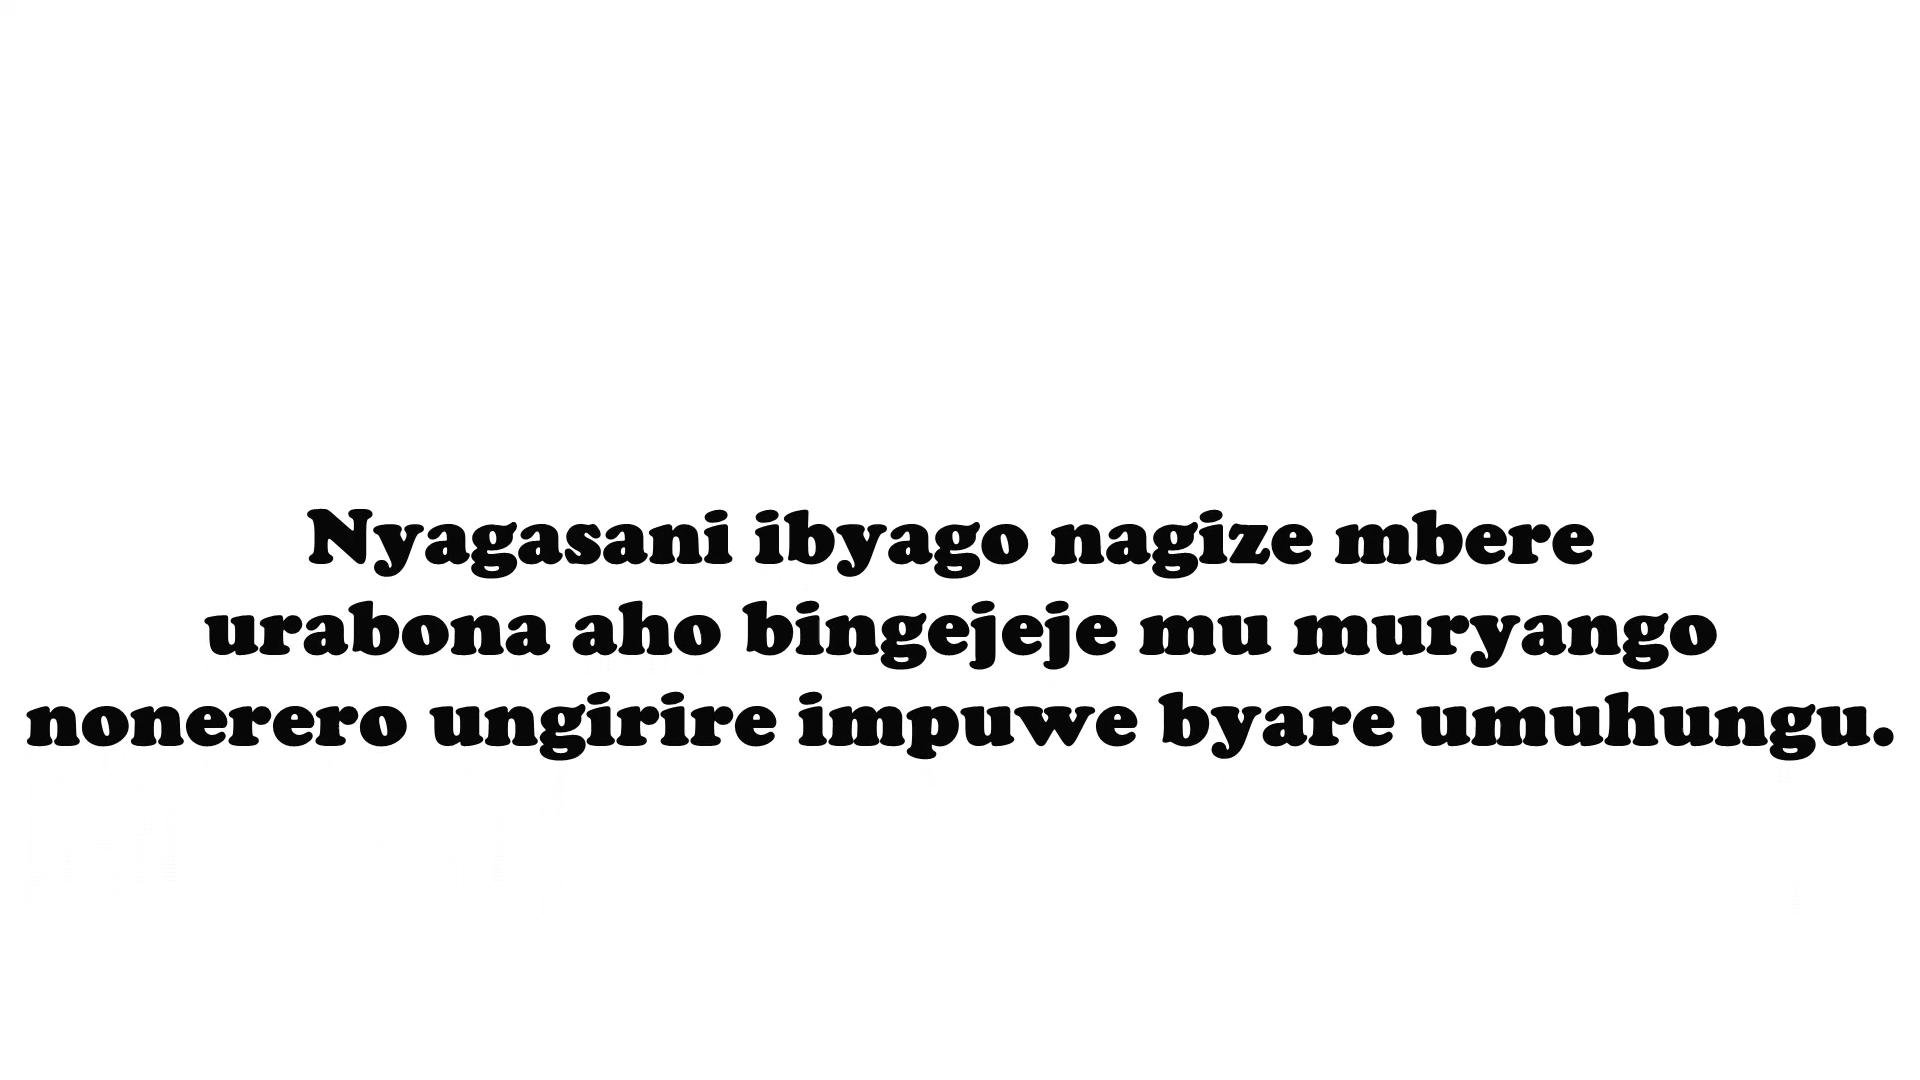 Nyagasani ibyago nagize mbere
urabona aho bingejeje mu muryango
nonerero ungirire impuwe byare umuhungu.